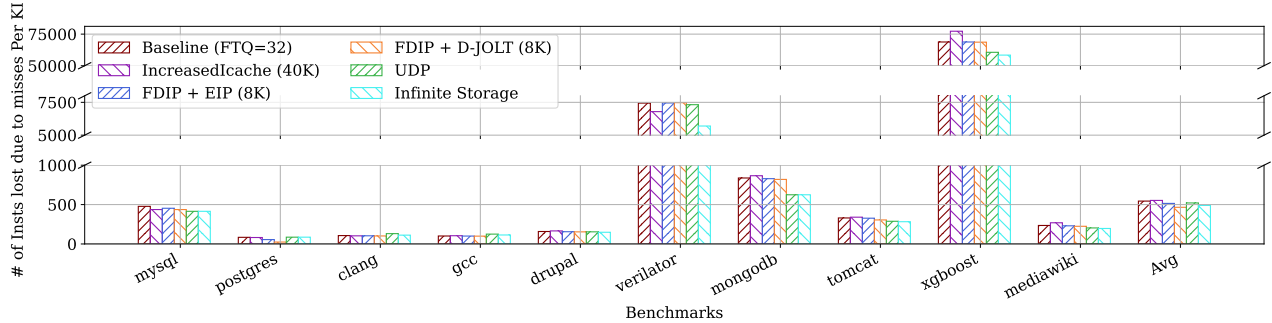 # of Insts lost due to misses Per KI
75000
50000
7500
5000
1000
500
0
Baseline (FTQ=32)
IncreasedIcache (40K)
FDIP + EIP (8K)
FDIP + D-JOLT (8K)
UDP
Infinite Storage
mysql
postgres
clang
gcc
drupal
verilator
mongodb
tomcat
xgboost
mediawiki
Avg
Benchmarks